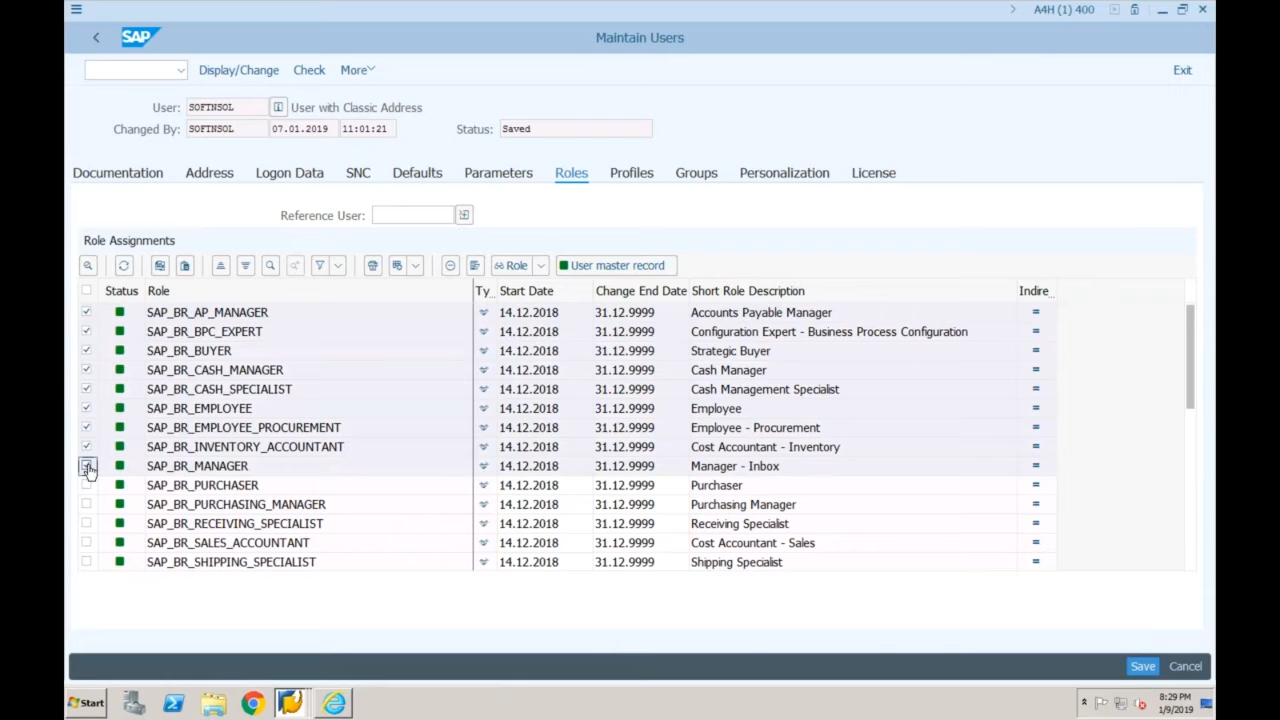 A4H (1) 400
SAP
Maintain Users
Display/Change Check More Exit
User: SOFTNSOL User with Classic Address
Changed By: SOFTNSOL 07.01.2019 11:01:21 Status: Saved
Documentation Address Logon Data SNC Defaults Parameters Roles Profiles Groups Personalization License
Reference User:
Role Assignments
Role User master record
Status Role Ty... Start Date Change End Date Short Role Description Indire...
SAP_BR_AP_MANAGER 14.12.2018 31.12.9999 Accounts Payable Manager
SAP_BR_BPC_EXPERT 14.12.2018 31.12.9999 Configuration Expert - Business Process Configuration
SAP_BR_BUYER 14.12.2018 31.12.9999 Strategic Buyer
SAP_BR_CASH_MANAGER 14.12.2018 31.12.9999 Cash Manager
SAP_BR_CASH_SPECIALIST 14.12.2018 31.12.9999 Cash Management Specialist
SAP_BR_EMPLOYEE 14.12.2018 31.12.9999 Employee
SAP_BR_EMPLOYEE_PROCUREMENT 14.12.2018 31.12.9999 Employee - Procurement
SAP_BR_INVENTORY_ACCOUNTANT 14.12.2018 31.12.9999 Cost Accountant - Inventory
SAP_BR_MANAGER 14.12.2018 31.12.9999 Manager - Inbox
SAP_BR_PURCHASER 14.12.2018 31.12.9999 Purchaser
SAP_BR_PURCHASING_MANAGER 14.12.2018 31.12.9999 Purchasing Manager
SAP_BR_RECEIVING_SPECIALIST 14.12.2018 31.12.9999 Receiving Specialist
SAP_BR_SALES_ACCOUNTANT 14.12.2018 31.12.9999 Cost Accountant - Sales
SAP_BR_SHIPPING_SPECIALIST 14.12.2018 31.12.9999 Shipping Specialist
Save Cancel
Start
8:29 PM
1/9/2019